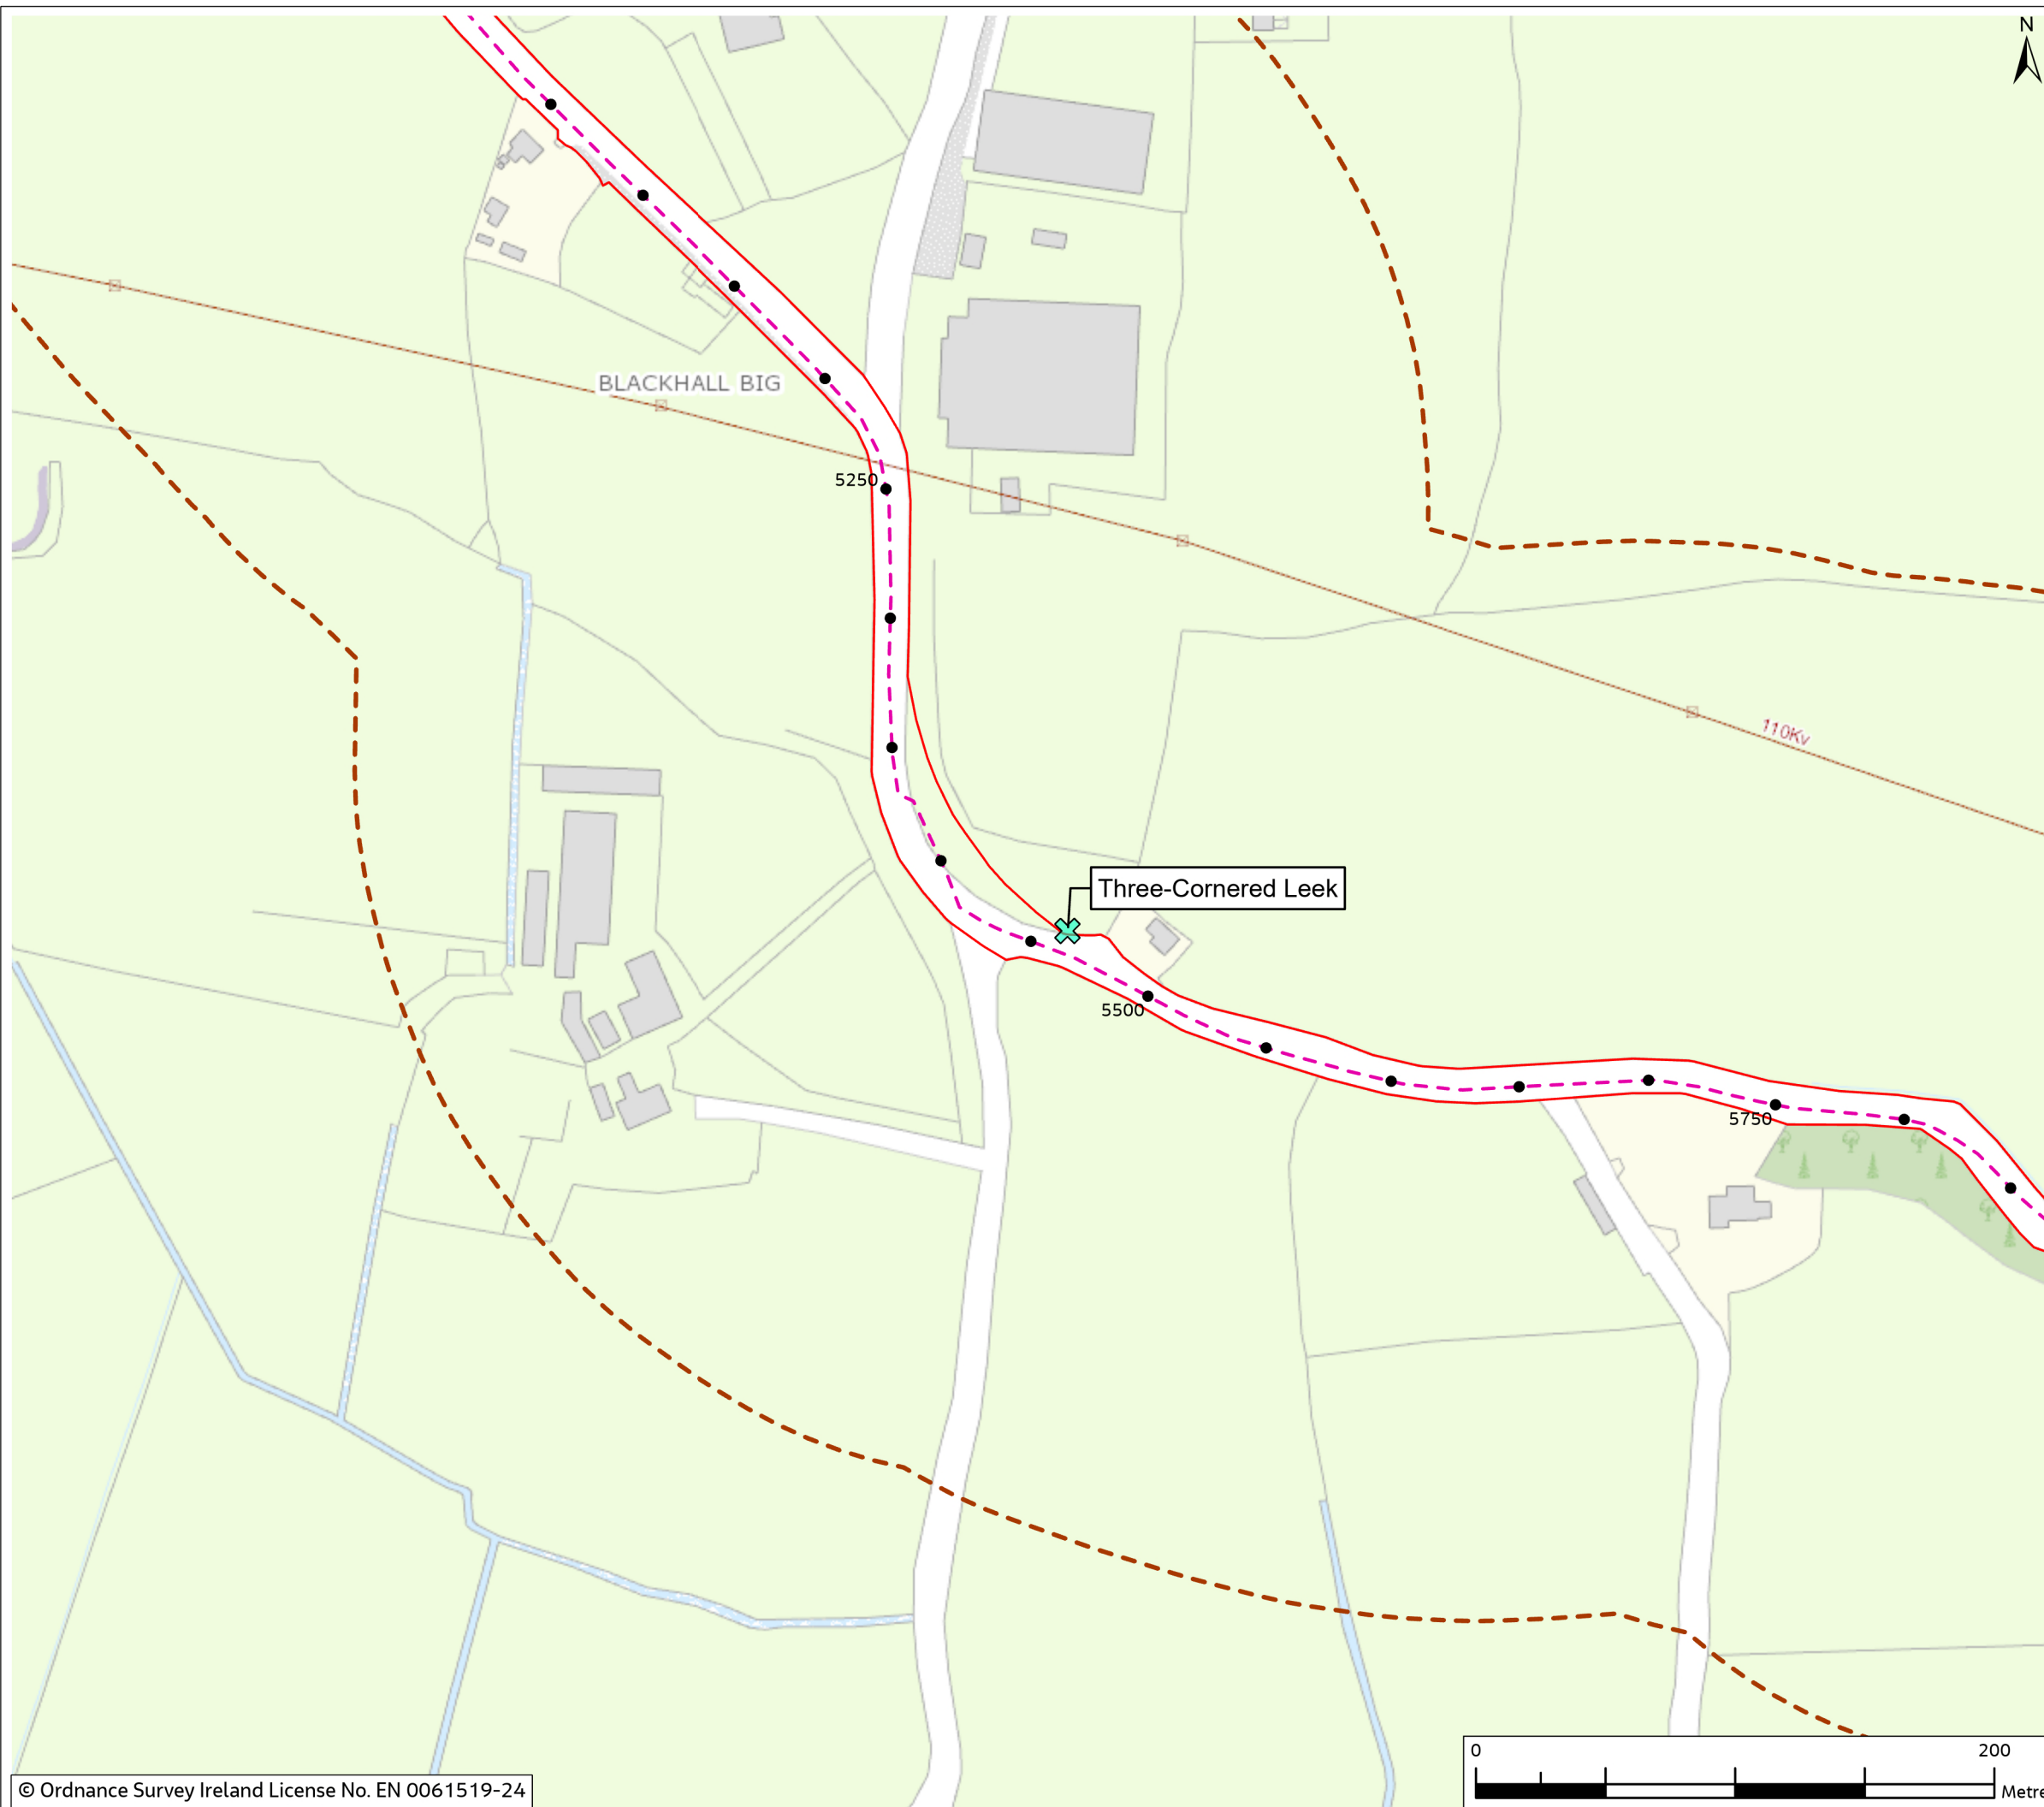 N
BLACKHALL BIG
5250
110Kv
Three-Cornered Leek
5500
5750
0 200
Metre
© Ordnance Survey Ireland License No. EN 0061519-24